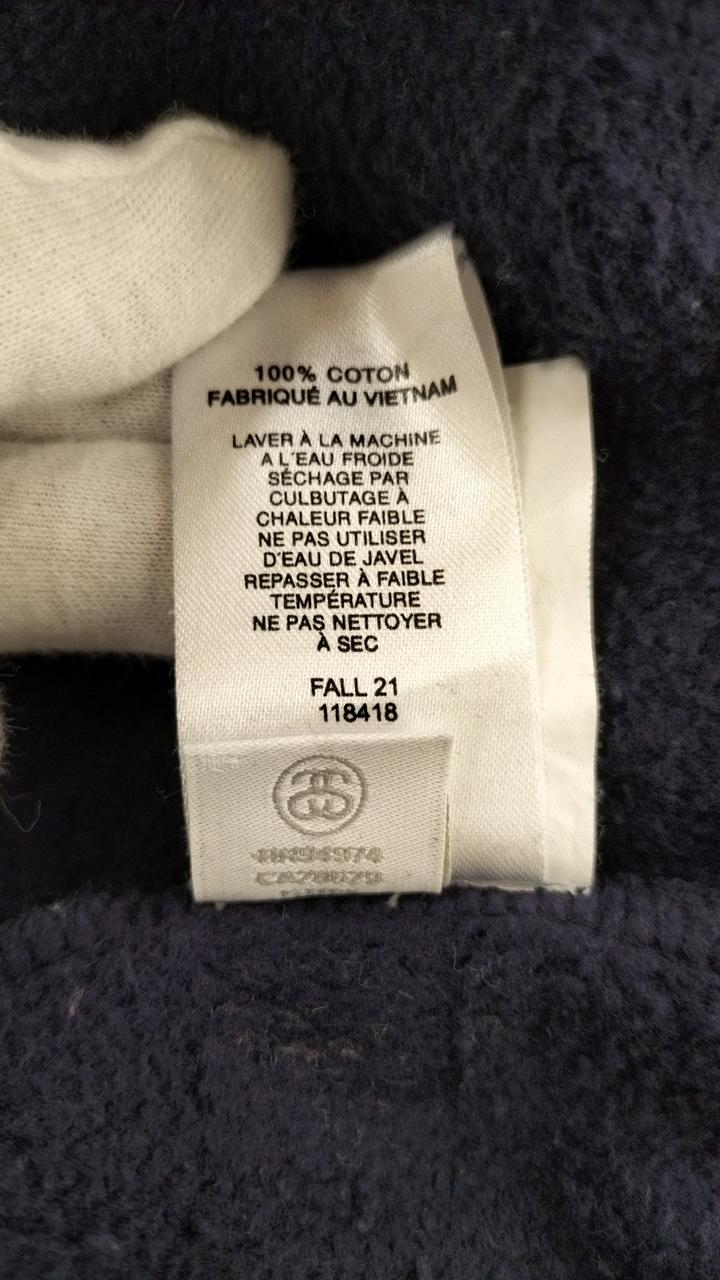 100% COTON
FABRIQUÉ AU VIETNAM
LAVER À LA MACHINE
A L'EAU FROIDE
SÉCHAGE PAR
CULBUTAGE À
CHALEUR FAIBLE
NE PAS UTILISER
D'EAU DE JAVEL
REPASSER À FAIBLE
TEMPÉRATURE
NE PAS NETTOYER
À SEC
FALL 21
118418
RN94974